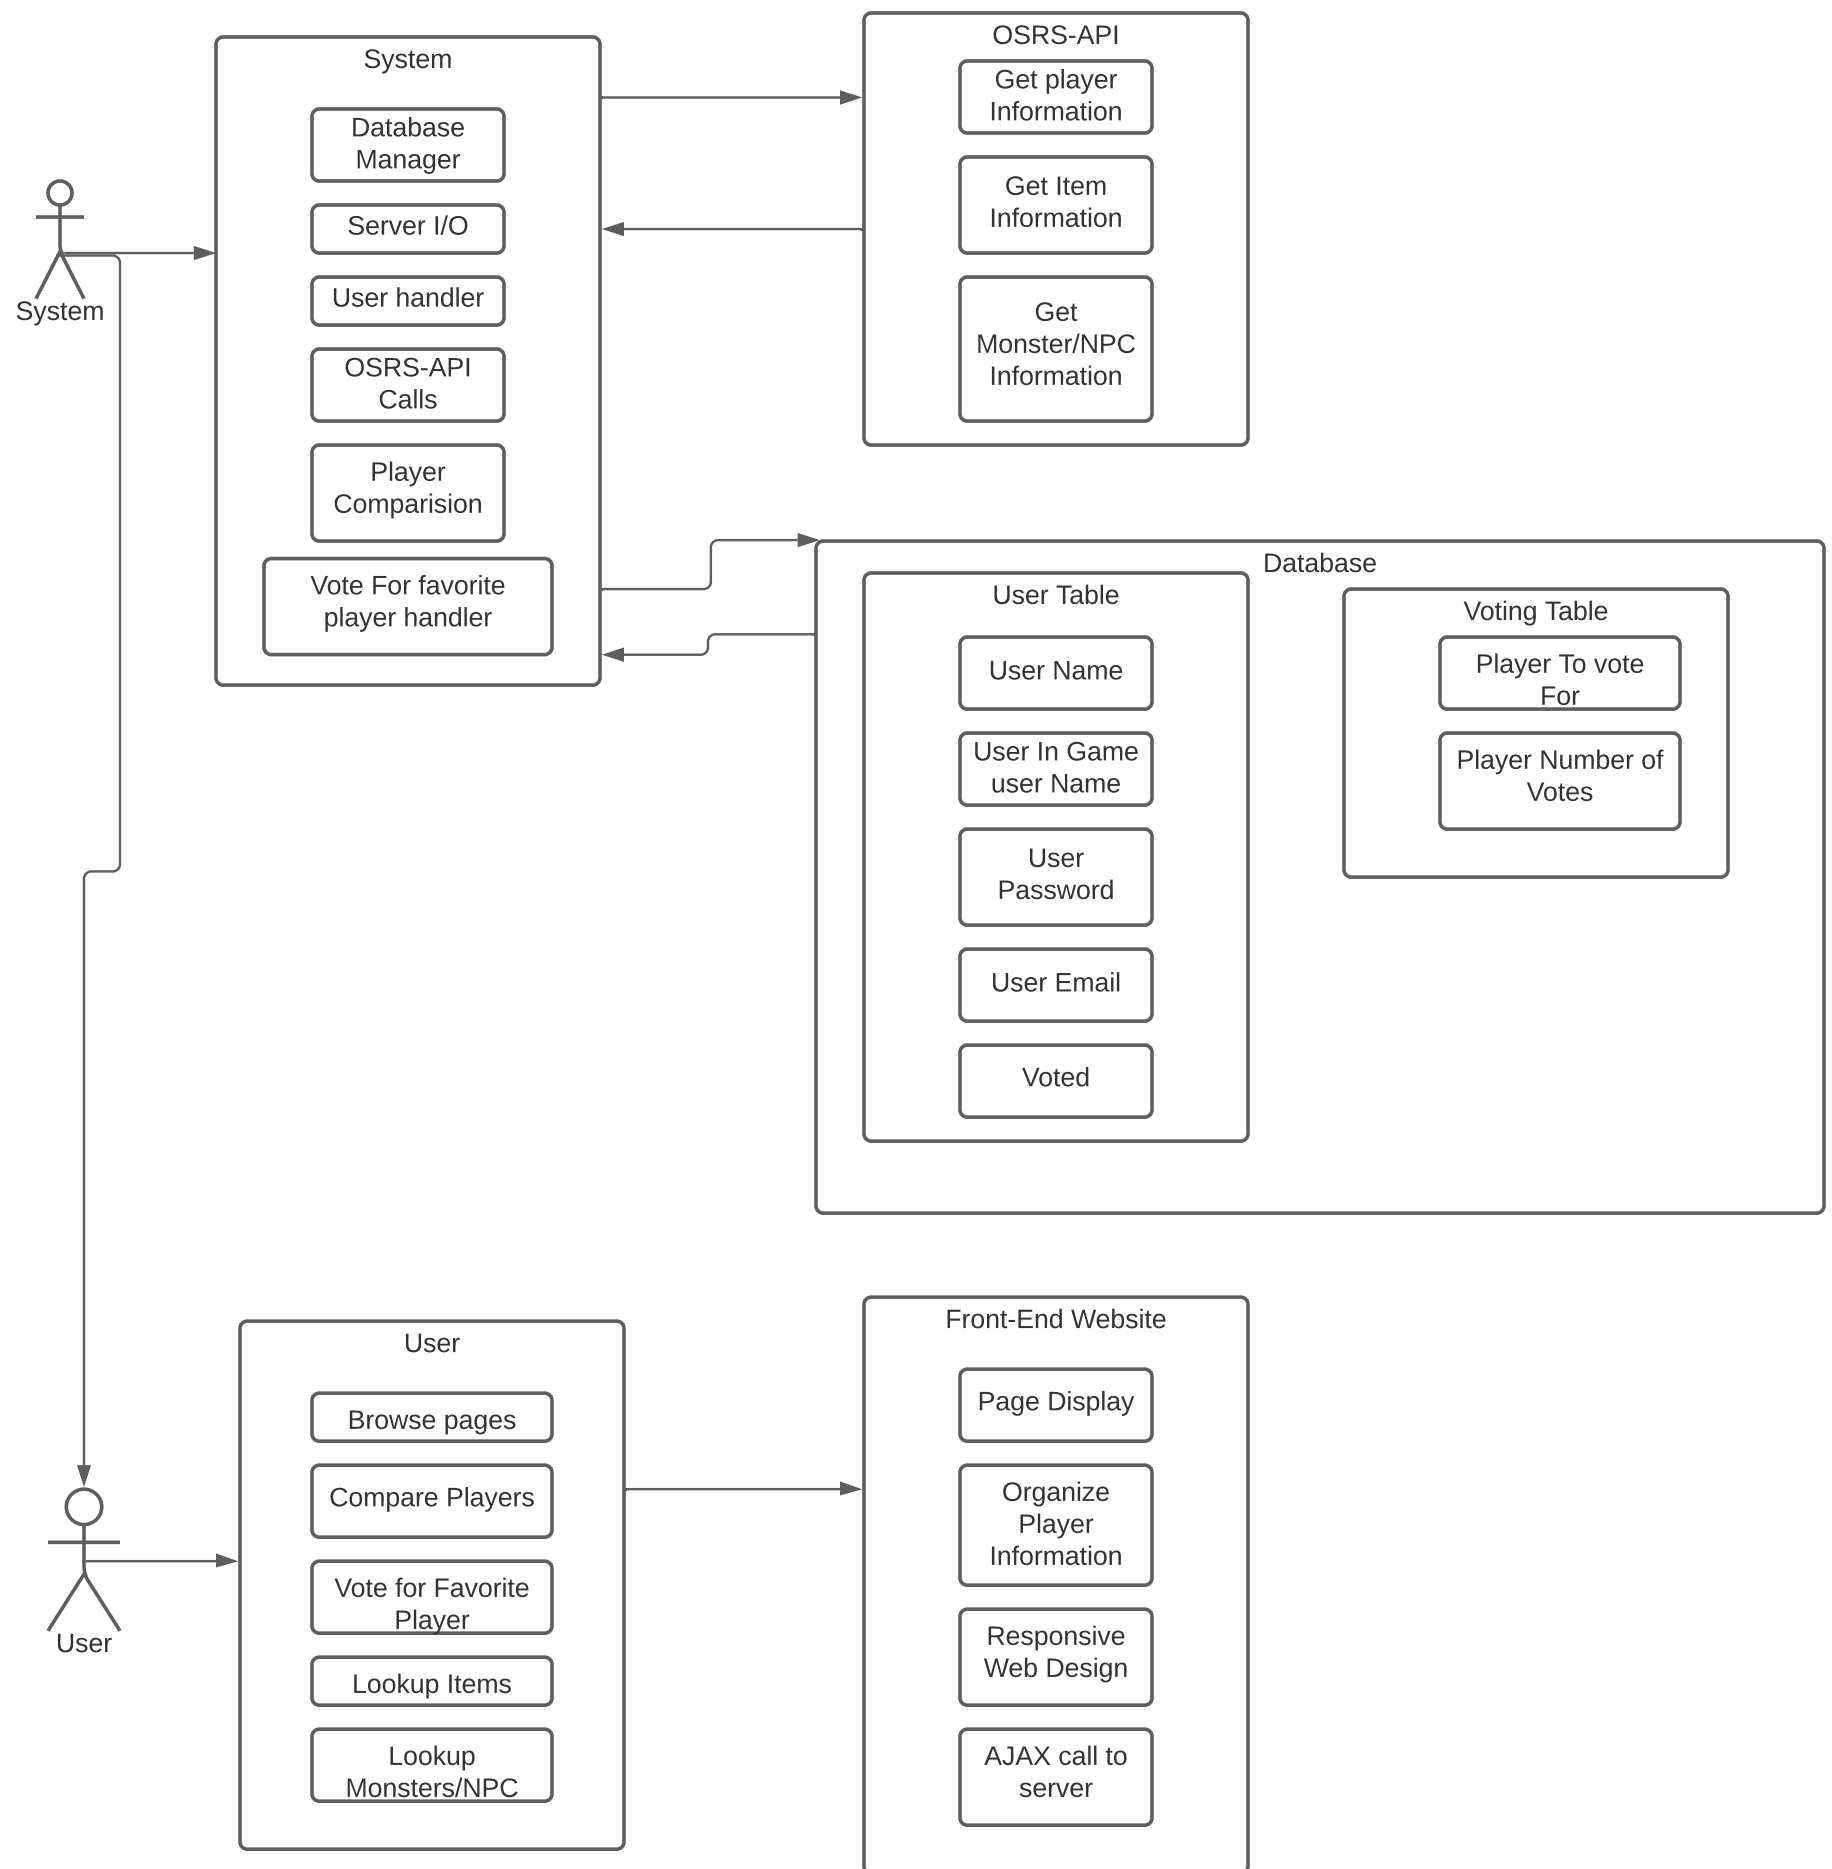 System
System
Database
Manager
Server I/O
User handler
OSRS-API
Calls
Player
Comparision
Vote For favorite
player handler
OSRS-API
Get player
Information
Get Item
Information
Get
Monster/NPC
Information
Database
User Table
User Name
User In Game
user Name
User
Password
User Email
Voted
Voting Table
Player To vote
For
Player Number of
Votes
User
User
Browse pages
Compare Players
Vote for Favorite
Player
Lookup Items
Lookup
Monsters/NPC
Front-End Website
Page Display
Organize
Player
Information
Responsive
Web Design
AJAX call to
server